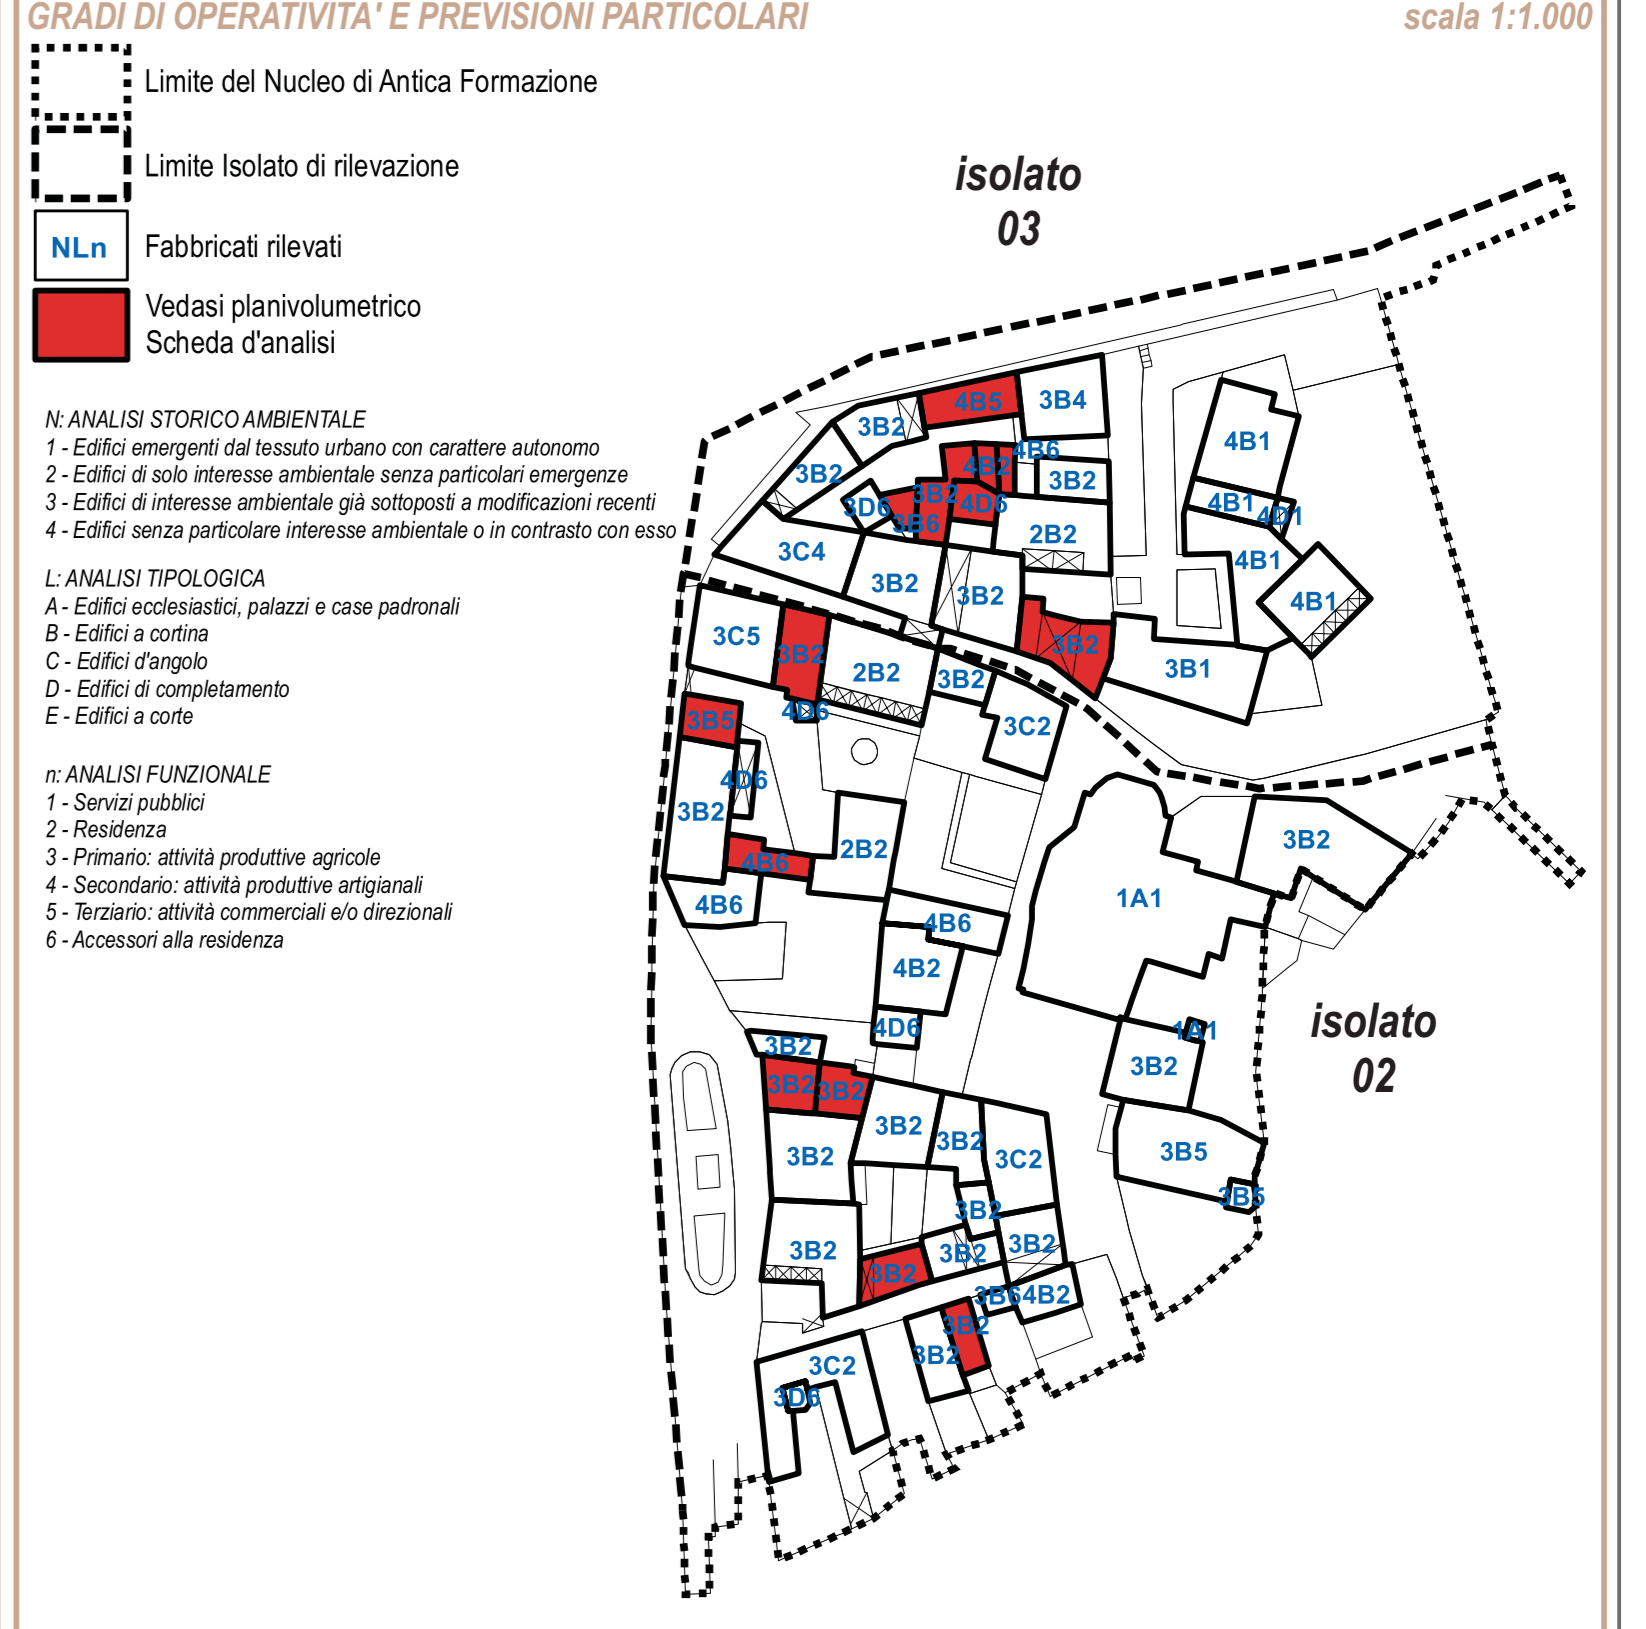 GRADI DI OPERATIVITA' E PREVISIONI PARTICOLARI
scala 1:1.000
Limite del Nucleo di Antica Formazione
Limite Isolato di rilevazione
NLn Fabbricati rilevati
Vedasi planivolumetrico
Scheda d'analisi
N: ANALISI STORICO AMBIENTALE
1 - Edifici emergenti dal tessuto urbano con carattere autonomo
2 - Edifici di solo interesse ambientale senza particolari emergenze
3 - Edifici di interesse ambientale già sottoposti a modificazioni recenti
4 - Edifici senza particolare interesse ambientale o in contrasto con esso
L: ANALISI TIPOLOGICA
A - Edifici ecclesiastici, palazzi e case padronali
B - Edifici a cortina
C - Edifici d'angolo
D - Edifici di completamento
E - Edifici a corte
n: ANALISI FUNZIONALE
1 - Servizi pubblici
2 - Residenza
3 - Primario: attività produttive agricole
4 - Secondario: attività produttive artigianali
5 - Terziario: attività commerciali e/o direzionali
6 - Accessori alla residenza
isolato
03
4B5
3B4
3B2
4B1
4B6
4B2
3B2
3B2
3B2
4B1
3D6
4D6
4D1
3B6
2B2
3C4
4B1
3B2
3B2
4B1
3C5
3B2
3B2
2B2
3B1
3B2
4D6
3B5
3C2
4D6
3B2
2B2
3B2
4B6
1A1
4B6
4B6
4B2
4D6
isolato
02
1A1
3B2
3B2
3B2
3B2
3B2
3B2
3B2
3C2
3B5
3B2
3B5
3B2
3B2
3B2
3B2
3B2
3B6
4B2
3B2
3B2
3C2
3D6